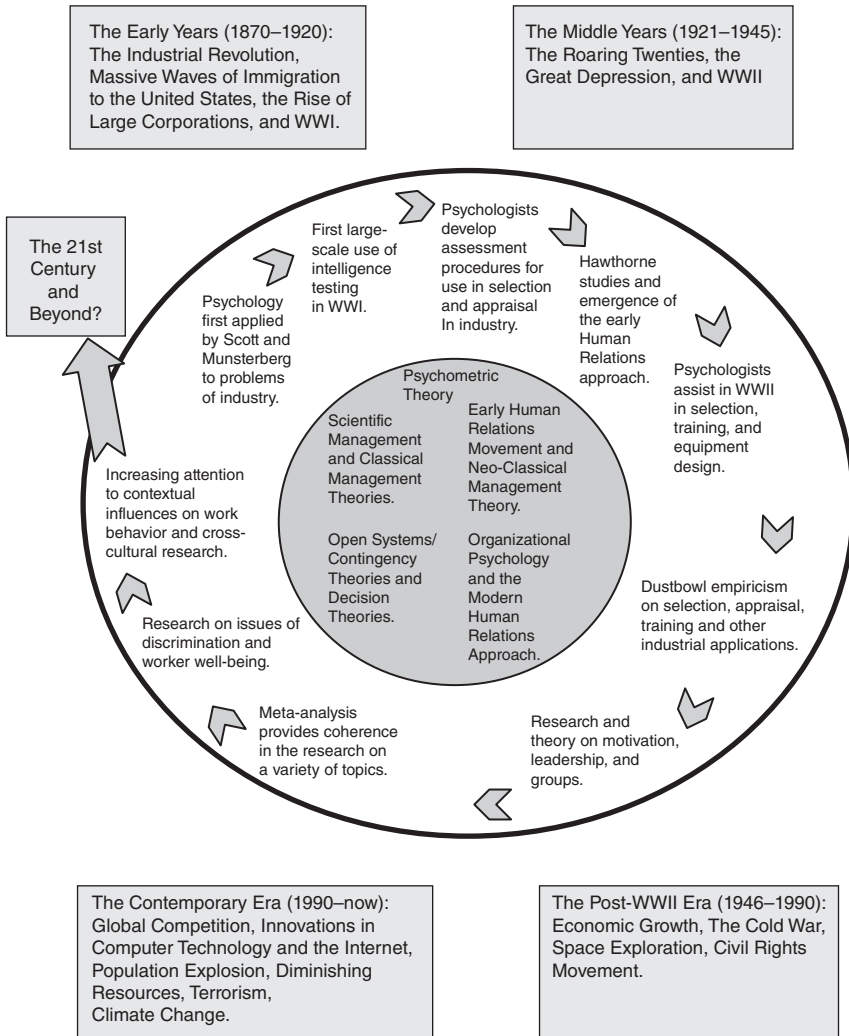 The Early Years (1870–1920):
The Industrial Revolution,
Massive Waves of Immigration
to the United States, the Rise of
Large Corporations, and WWI.
The Middle Years (1921–1945):
The Roaring Twenties, the
Great Depression, and WWII
The 21st
Century
and
Beyond?
Psychology
first applied
by Scott and
Munsterberg
to problems
of industry.
First large-
scale use of
intelligence
testing
in WWI.
Psychologists
develop
assessment
procedures for
use in selection
and appraisal
In industry.
Hawthorne
studies and
emergence of
the early
Human
Relations
approach.
Psychologists
assist in WWII
in selection,
training, and
equipment
design.
Dustbowl empiricism
on selection, appraisal,
training and other
industrial applications.
Research and
theory on motivation,
leadership, and
groups.
Meta-analysis
provides coherence
in the research on
a variety of topics.
Research on issues of
discrimination and
worker well-being.
Increasing attention
to contextual
influences on work
behavior and cross-
cultural research.
Psychometric
Theory
Scientific
Management
and Classical
Management
Theories.
Early Human
Relations
Movement and
Neo-Classical
Management
Theory.
Open Systems/
Contingency
Theories and
Decision
Theories.
Organizational
Psychology
and the
Modern
Human
Relations
Approach.
The Contemporary Era (1990–now):
Global Competition, Innovations in
Computer Technology and the Internet,
Population Explosion, Diminishing
Resources, Terrorism,
Climate Change.
The Post-WWII Era (1946–1990):
Economic Growth, The Cold War,
Space Exploration, Civil Rights
Movement.